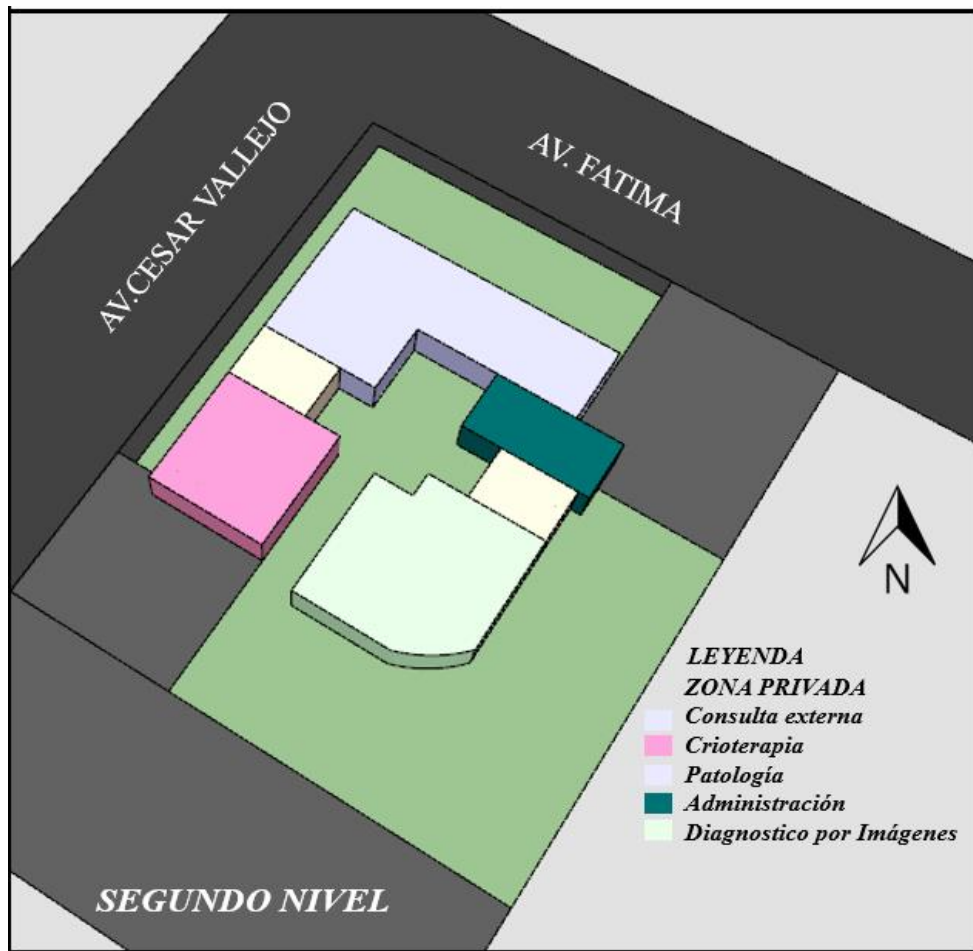 AV. FATIMA
AV.CESAR VALLEJO
N
LEYENDA
ZONA PRIVADA
Consulta externa
Crioterapia
Patología
Administración
Diagnostico por Imágenes
SEGUNDO NIVEL